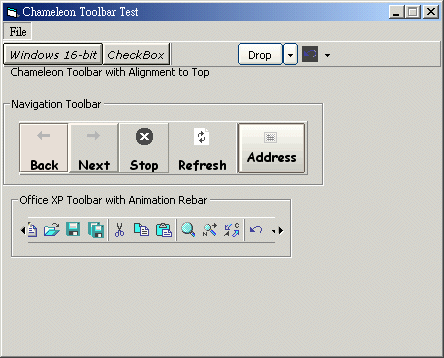 Chameleon Toolbar Test
File
Windows 16-bit CheckBox Drop
Chameleon Toolbar with Alignment to Top
Navigation Toolbar
Back Next Stop Refresh Address
Office XP Toolbar with Animation Rebar